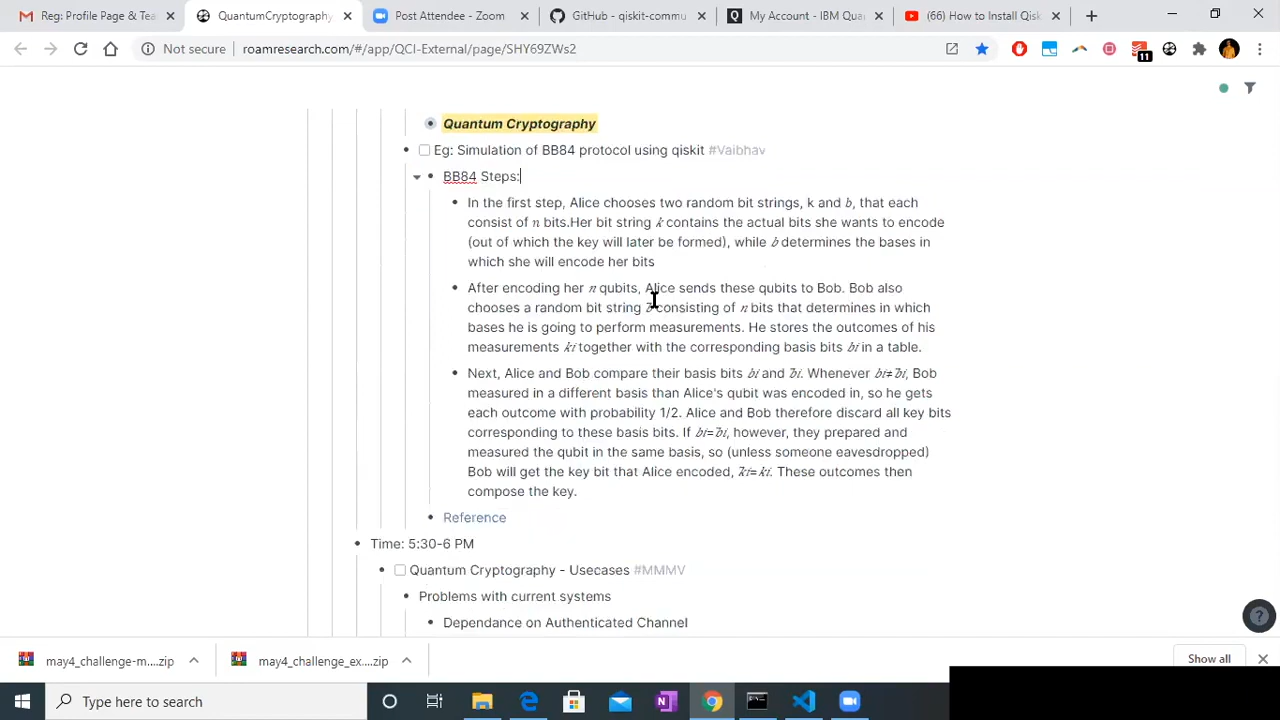 Reg: Profile Page & Tea
QuantumCryptography
Post Attendee - Zoom
GitHub - qiskit-commu
My Account - IBM Qua
(66) How to Install Qisk
Not secure
roamresearch.com/#/app/QCI-External/page/SHY69ZWs2
11
Quantum Cryptography
Eg: Simulation of BB84 protocol using qiskit #Vaibhav
BB84 Steps:
In the first step, Alice chooses two random bit strings, k and b, that each
consist of n bits.Her bit string k contains the actual bits she wants to encode
(out of which the key will later be formed), while b determines the bases in
which she will encode her bits
After encoding her n qubits, Alice sends these qubits to Bob. Bob also
chooses a random bit string consisting of n bits that determines in which
bases he is going to perform measurements. He stores the outcomes of his
measurements k̃i together with the corresponding basis bits b̃i in a table.
Next, Alice and Bob compare their basis bits bi and b̃i. Whenever bi≠b̃i, Bob
measured in a different basis than Alice's qubit was encoded in, so he gets
each outcome with probability 1/2. Alice and Bob therefore discard all key bits
corresponding to these basis bits. If bi=b̃i, however, they prepared and
measured the qubit in the same basis, so (unless someone eavesdropped)
Bob will get the key bit that Alice encoded, k̃i=ki. These outcomes then
compose the key.
Reference
Time: 5:30-6 PM
Quantum Cryptography - Usecases #MMMV
Problems with current systems
Dependance on Authenticated Channel
may4_challenge-m....zip
may4_challenge_ex....zip
Show all
Type here to search